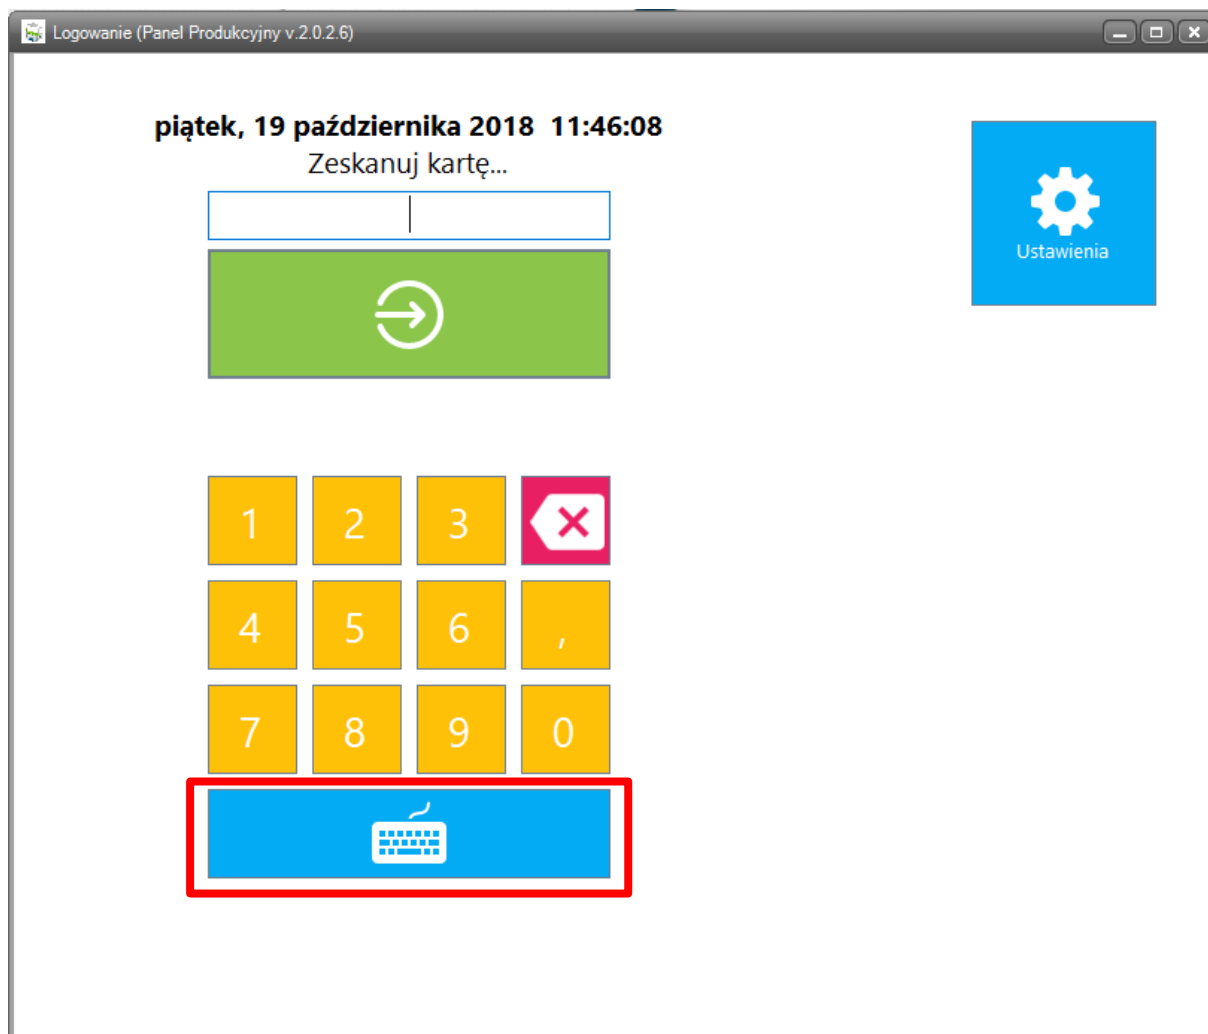 Logowanie (Panel Produkcyjny v.2.0.2.6)
piątek, 19 października 2018 11:46:08
Zeskanuj kartę...
Ustawienia
1 2 3
4 5 6 ,
7 8 9 0